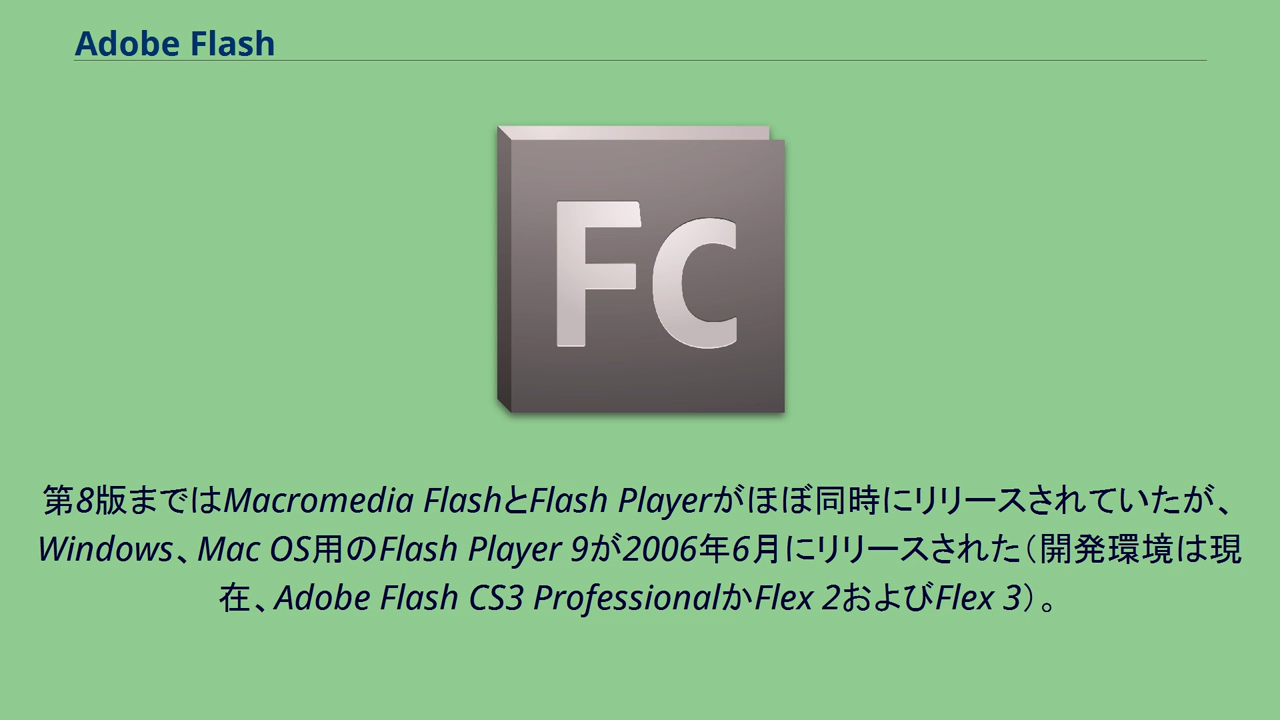 Adobe Flash
Fc
第8版まではMacromedia FlashとFlash Playerがほぼ同時にリリースされていたが、
Windows、Mac OS用のFlash Player 9が2006年6月にリリースされた（開発環境は現
在、Adobe Flash CS3 ProfessionalかFlex 2およびFlex 3）。